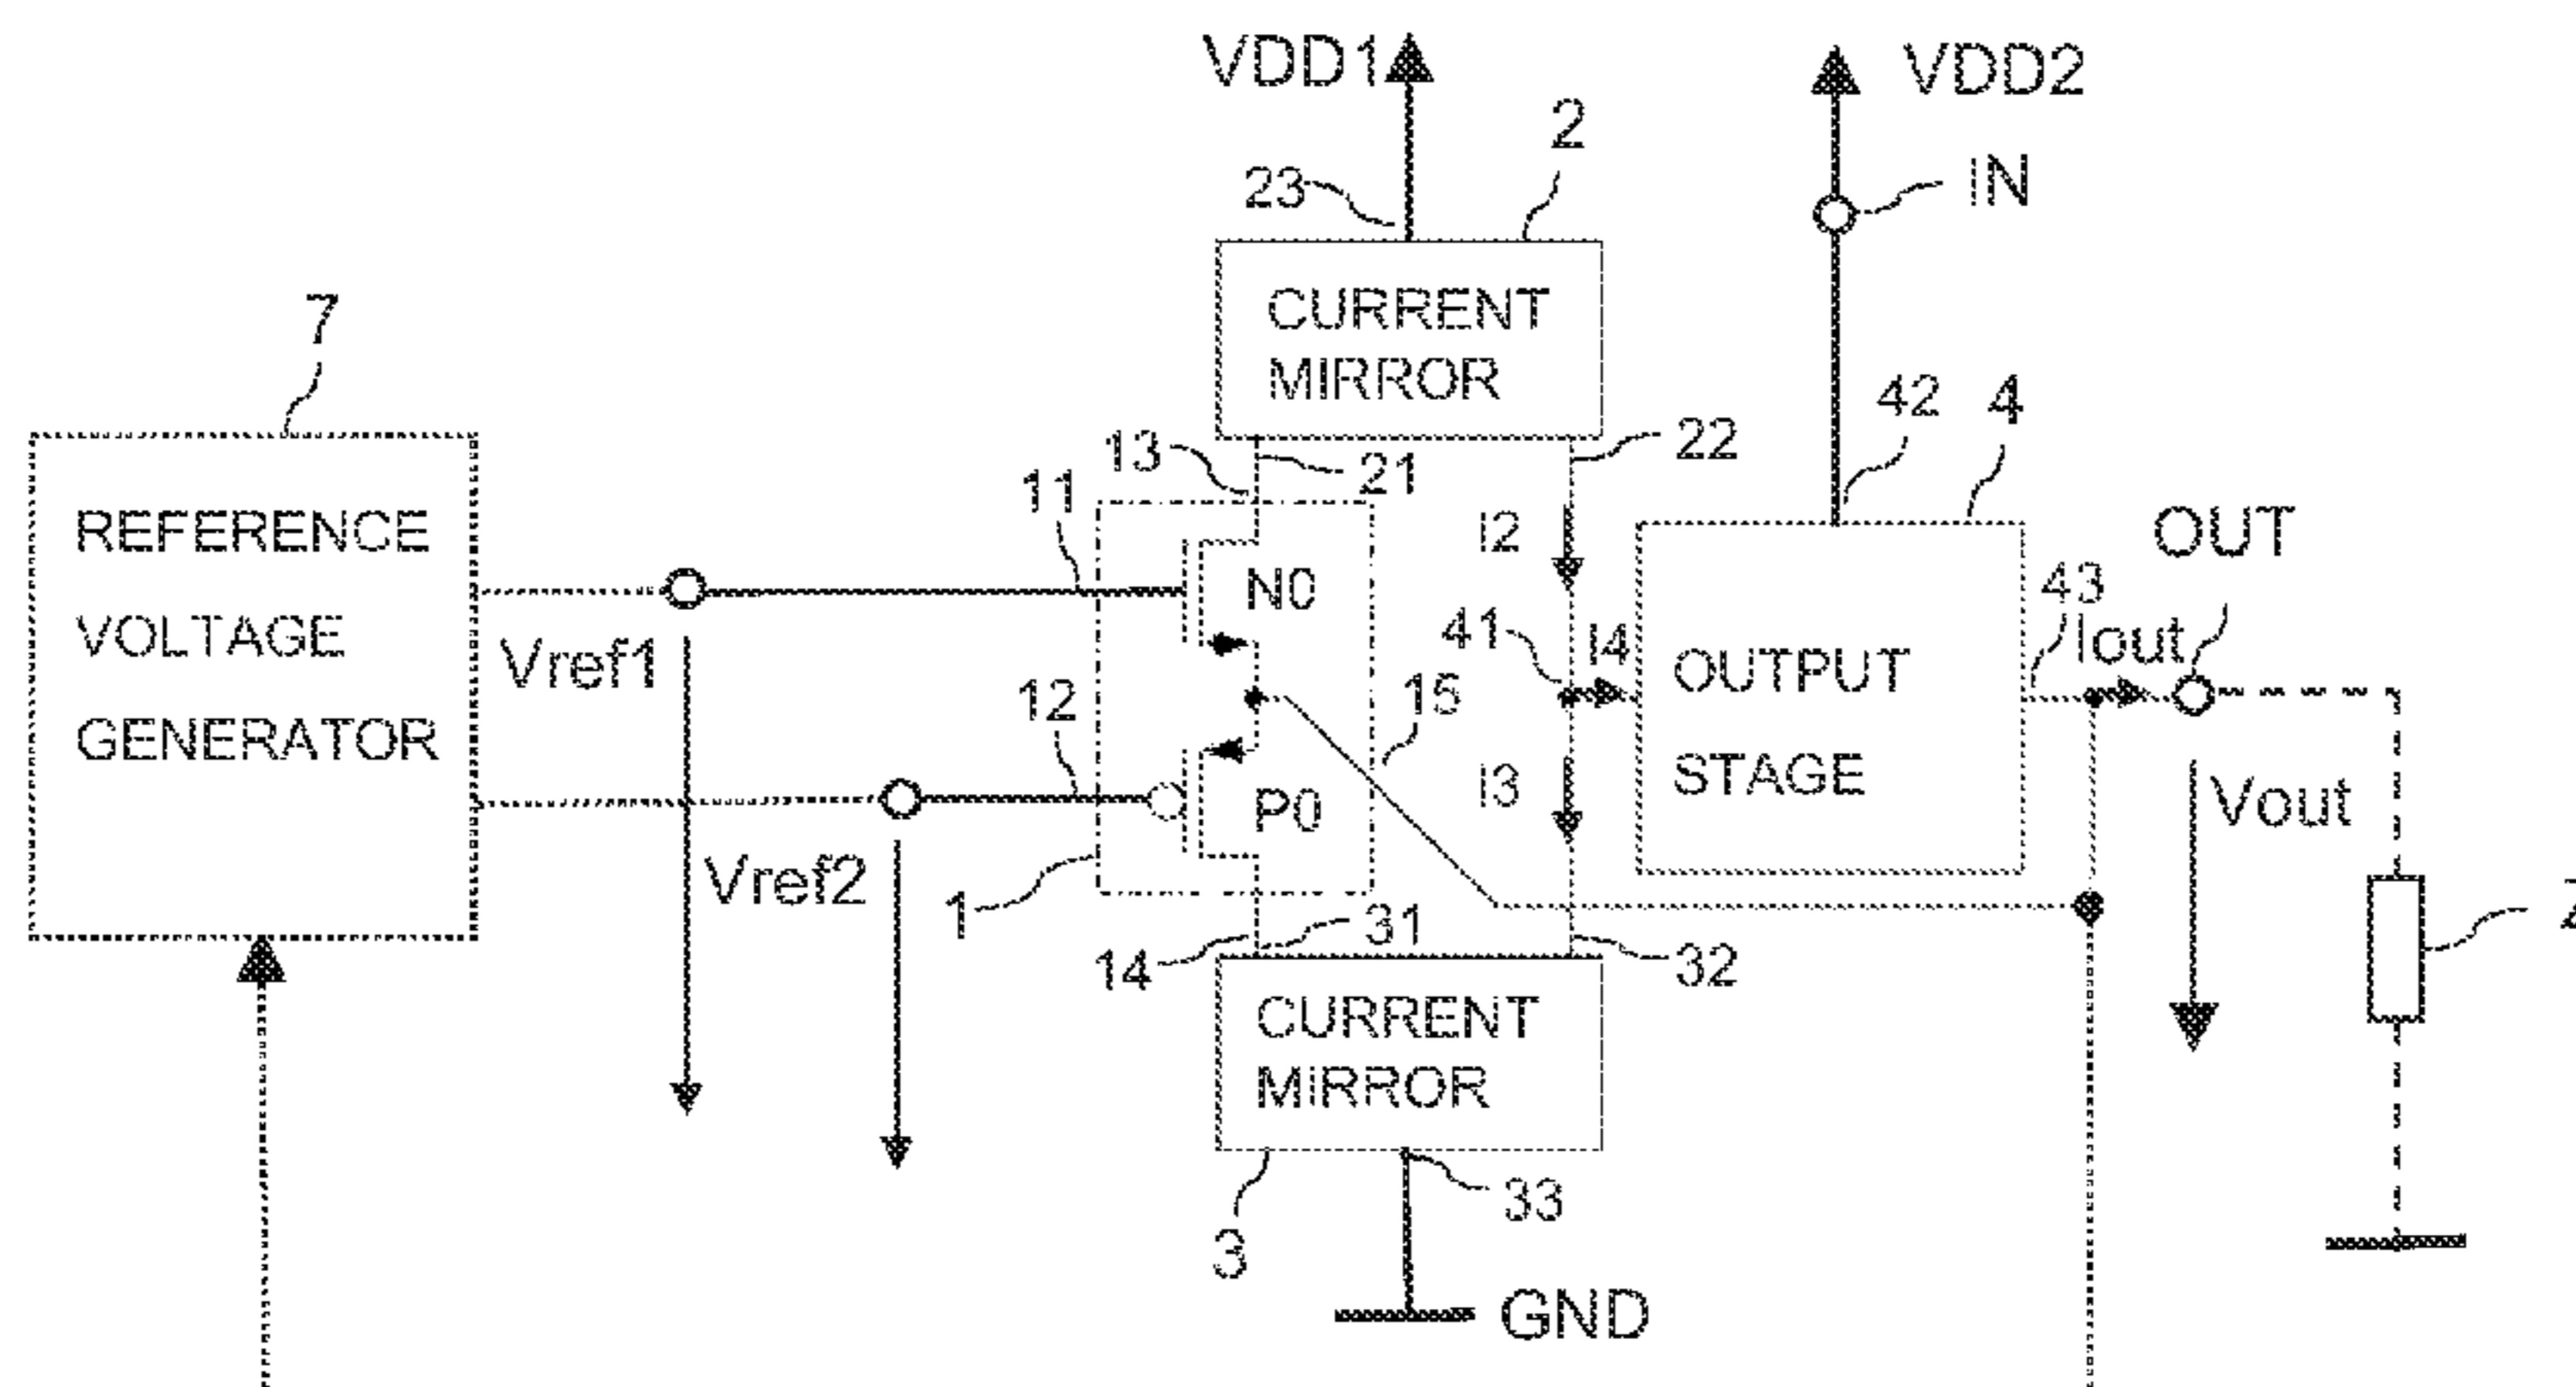 VDD1
VDD2
2
23
IN
CURRENT
MIRROR
7
42
4
13
21
22
11
REFERENCE
VOLTAGE
GENERATOR
I2
OUT
N0
43
41
I4
Iout
Vref1
OUTPUT
STAGE
12
15
I3
Vout
P0
Vref2
1
31
14
32
CURRENT
MIRROR
33
3
GND